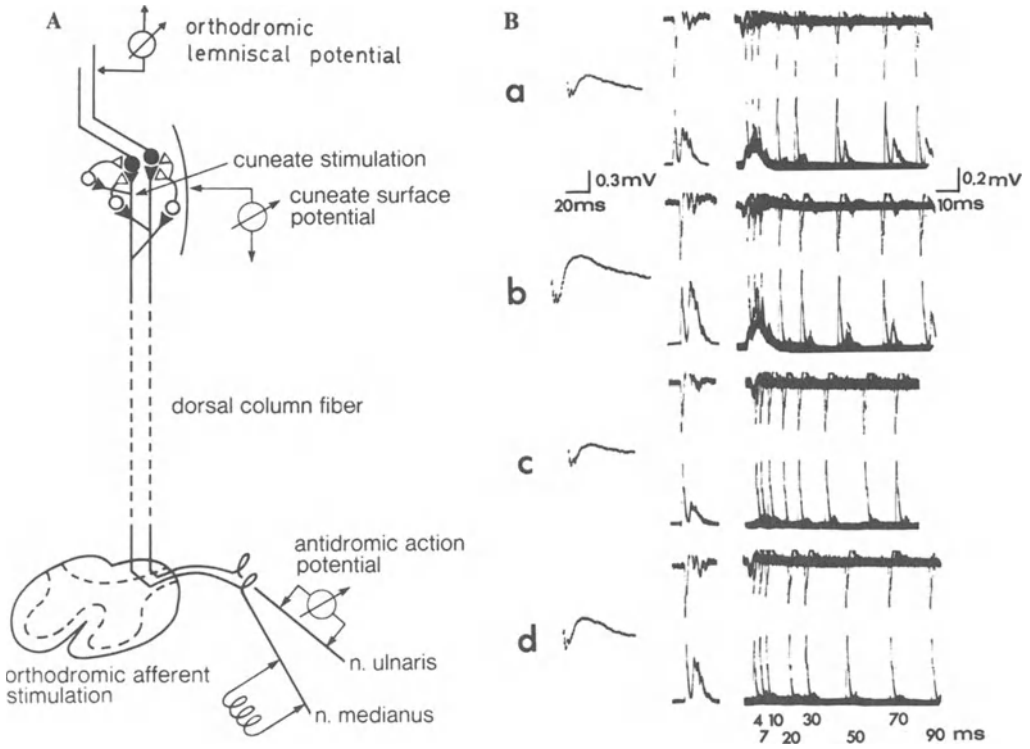 A
orthodromic
lemniscal potential
cuneate stimulation
cuneate surface
potential
dorsal column fiber
antidromic action
potential
n. ulnaris
orthodromic afferent
stimulation
n. medianus
B
a
0.3mV
20ms
0.2mV
10ms
b
c
d
4 10 30 70
7 20 50 90 ms